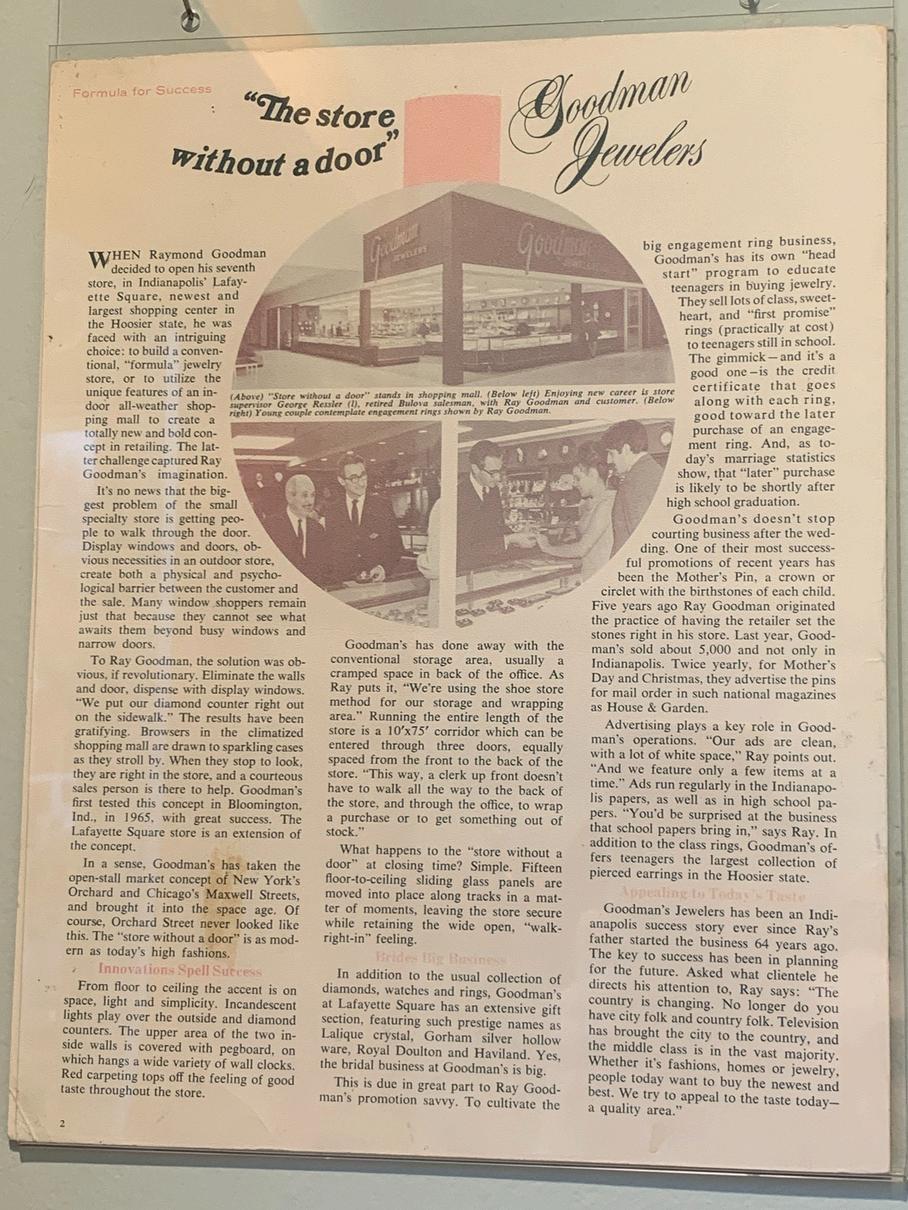 Formula for Success
"The store
without a door"
Goodman
Jewelers
Goodman
JEWELERS
Goodman
JEWELERS
(Above) "Store without a door" stands in shopping mall. (Below left) Enjoying new career is store
supervisor George Ressler (l), retired Bulova salesman, with Ray Goodman and customer. (Below
right) Young couple contemplate engagement rings shown by Ray Goodman.
WHEN Raymond Goodman
decided to open his seventh
store, in Indianapolis' Lafay-
ette Square, newest and
largest shopping center in
the Hoosier state, he was
faced with an intriguing
choice: to build a conven-
tional, "formula" jewelry
store, or to utilize the
unique features of an in-
door all-weather shop-
ping mall to create a
totally new and bold con-
cept in retailing. The lat-
ter challenge captured Ray
Goodman's imagination.
It's no news that the big-
gest problem of the small
specialty store is getting peo-
ple to walk through the door.
Display windows and doors, ob-
vious necessities in an outdoor store,
create both a physical and psycho-
logical barrier between the customer and
the sale. Many window shoppers remain
just that because they cannot see what
awaits them beyond busy windows and
narrow doors.
To Ray Goodman, the solution was ob-
vious, if revolutionary. Eliminate the walls
and door, dispense with display windows.
"We put our diamond counter right out
on the sidewalk." The results have been
gratifying. Browsers in the climatized
shopping mall are drawn to sparkling cases
as they stroll by. When they stop to look,
they are right in the store, and a courteous
sales person is there to help. Goodman's
first tested this concept in Bloomington,
Ind., in 1965, with great success. The
Lafayette Square store is an extension of
the concept.
In a sense, Goodman's has taken the
open-stall market concept of New York's
Orchard and Chicago's Maxwell Streets,
and brought it into the space age. Of
course, Orchard Street never looked like
this. The "store without a door" is as mod-
ern as today's high fashions.
Innovations Spell Success
From floor to ceiling the accent is on
space, light and simplicity. Incandescent
lights play over the outside and diamond
counters. The upper area of the two in-
side walls is covered with pegboard, on
which hangs a wide variety of wall clocks.
Red carpeting tops off the feeling of good
taste throughout the store.
Goodman's has done away with the
conventional storage area, usually a
cramped space in back of the office. As
Ray puts it, "We're using the shoe store
method for our storage and wrapping
area." Running the entire length of the
store is a 10'x75' corridor which can be
entered through three doors, equally
spaced from the front to the back of the
store. "This way, a clerk up front doesn't
have to walk all the way to the back of
the store, and through the office, to wrap
a purchase or to get something out of
stock."
What happens to the "store without a
door" at closing time? Simple. Fifteen
floor-to-ceiling sliding glass panels are
moved into place along tracks in a mat-
ter of moments, leaving the store secure
while retaining the wide open, "walk-
right-in" feeling.
Brides Big Business
In addition to the usual collection of
diamonds, watches and rings, Goodman's
at Lafayette Square has an extensive gift
section, featuring such prestige names as
Lalique crystal, Gorham silver hollow
ware, Royal Doulton and Haviland. Yes,
the bridal business at Goodman's is big.
This is due in great part to Ray Good-
man's promotion savvy. To cultivate the
big engagement ring business,
Goodman's has its own "head
start" program to educate
teenagers in buying jewelry.
They sell lots of class, sweet-
heart, and "first promise"
rings (practically at cost)
to teenagers still in school.
The gimmick—and it's a
good one—is the credit
certificate that goes
along with each ring,
good toward the later
purchase of an engage-
ment ring. And, as to-
day's marriage statistics
show, that "later" purchase
is likely to be shortly after
high school graduation.
Goodman's doesn't stop
courting business after the wed-
ding. One of their most success-
ful promotions of recent years has
been the Mother's Pin, a crown or
circlet with the birthstones of each child.
Five years ago Ray Goodman originated
the practice of having the retailer set the
stones right in his store. Last year, Good-
man's sold about 5,000 and not only in
Indianapolis. Twice yearly, for Mother's
Day and Christmas, they advertise the pins
for mail order in such national magazines
as House & Garden.
Advertising plays a key role in Good-
man's operations. "Our ads are clean,
with a lot of white space," Ray points out.
"And we feature only a few items at a
time." Ads run regularly in the Indianapo-
lis papers, as well as in high school pa-
pers. "You'd be surprised at the business
that school papers bring in," says Ray. In
addition to the class rings, Goodman's of-
fers teenagers the largest collection of
pierced earrings in the Hoosier state.
Appealing to Today's Taste
Goodman's Jewelers has been an Indi-
anapolis success story ever since Ray's
father started the business 64 years ago.
The key to success has been in planning
for the future. Asked what clientele he
directs his attention to, Ray says: "The
country is changing. No longer do you
have city folk and country folk. Television
has brought the city to the country, and
the middle class is in the vast majority.
Whether it's fashions, homes or jewelry,
people today want to buy the newest and
best. We try to appeal to the taste today—
a quality area."
2